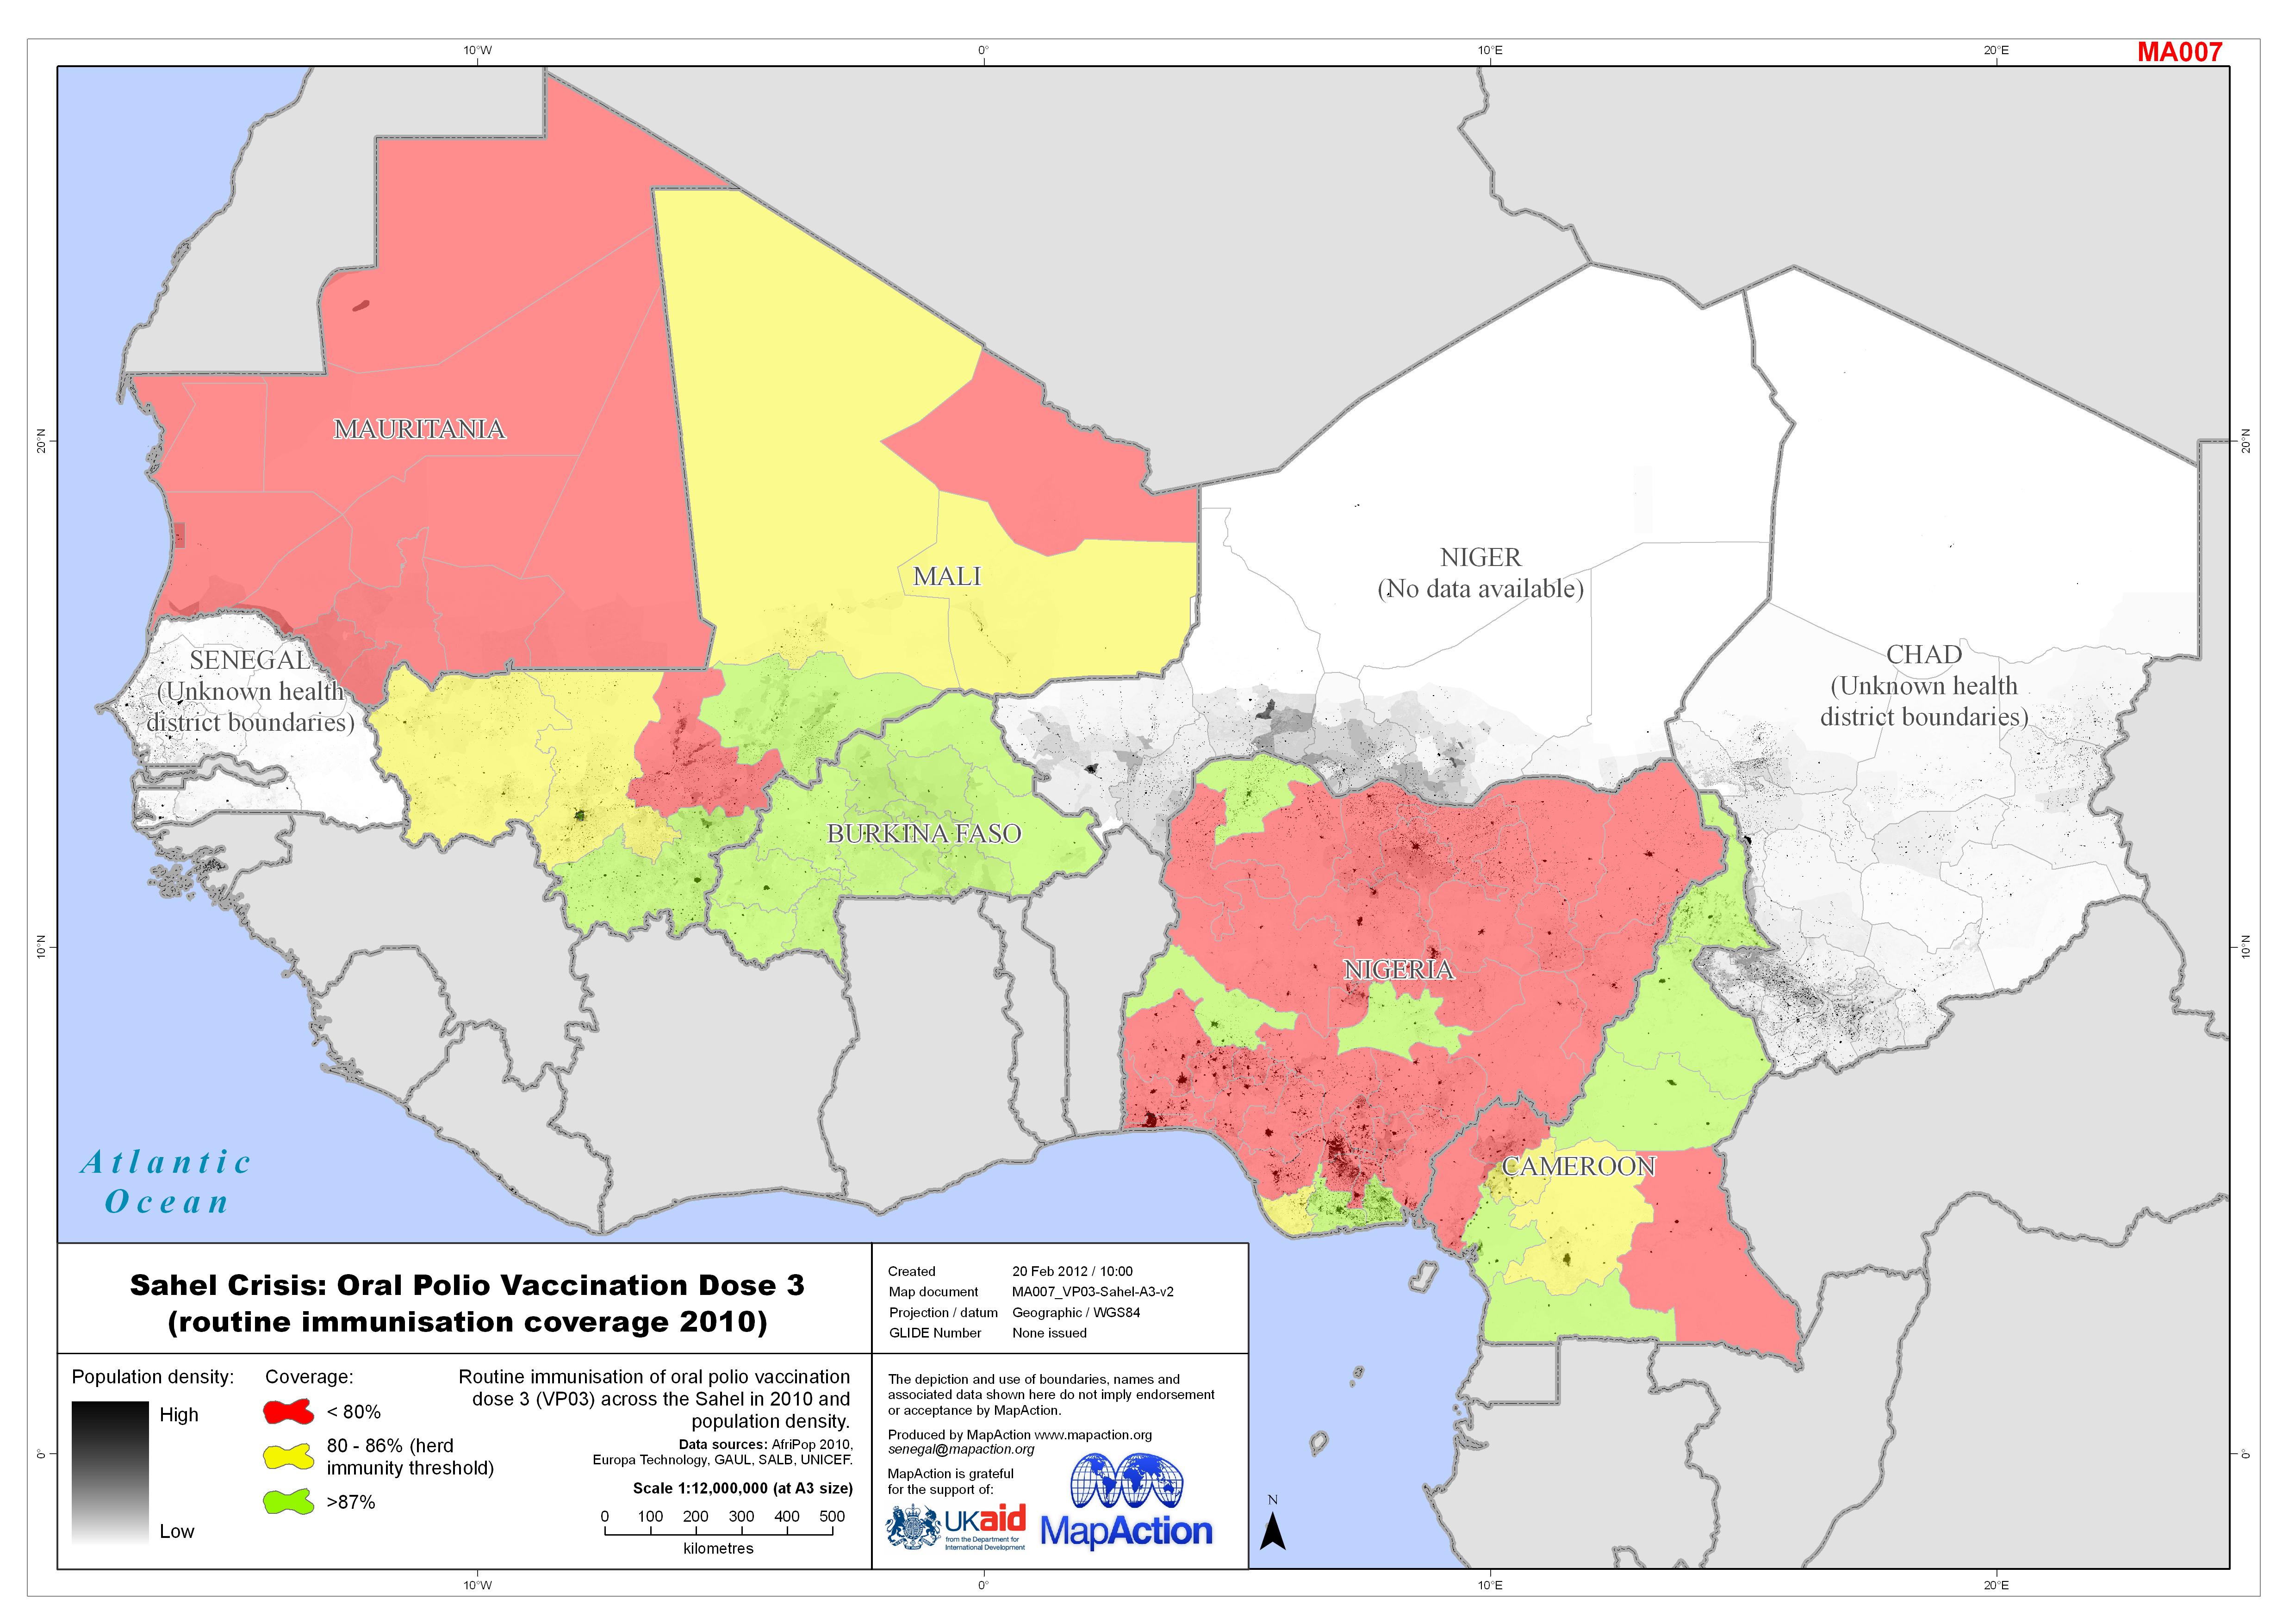 10°W 0° 10°E 20°E
MA007
20°N
20°N
10°N
10°N
0°
0°
MAURITANIA
MALI
NIGER
(No data available)
SENEGAL
(Unknown health
district boundaries)
CHAD
(Unknown health
district boundaries)
BURKINA FASO
NIGERIA
CAMEROON
Atlantic
Ocean
Sahel Crisis: Oral Polio Vaccination Dose 3
(routine immunisation coverage 2010)
Population density:
High
Low
Coverage:
< 80%
80 - 86% (herd
immunity threshold)
>87%
Routine immunisation of oral polio vaccination
dose 3 (VP03) across the Sahel in 2010 and
population density.
Data sources: AfriPop 2010,
Europa Technology, GAUL, SALB, UNICEF.
Scale 1:12,000,000 (at A3 size)
0 100 200 300 400 500
kilometres
Created 20 Feb 2012 / 10:00
Map document MA007_VP03-Sahel-A3-v2
Projection / datum Geographic / WGS84
GLIDE Number None issued
The depiction and use of boundaries, names and
associated data shown here do not imply endorsement
or acceptance by MapAction.
Produced by MapAction www.mapaction.org
senegal@mapaction.org
MapAction is grateful
for the support of:
UKaid
from the Department for
International Development
MapAction
N
10°W 0° 10°E 20°E